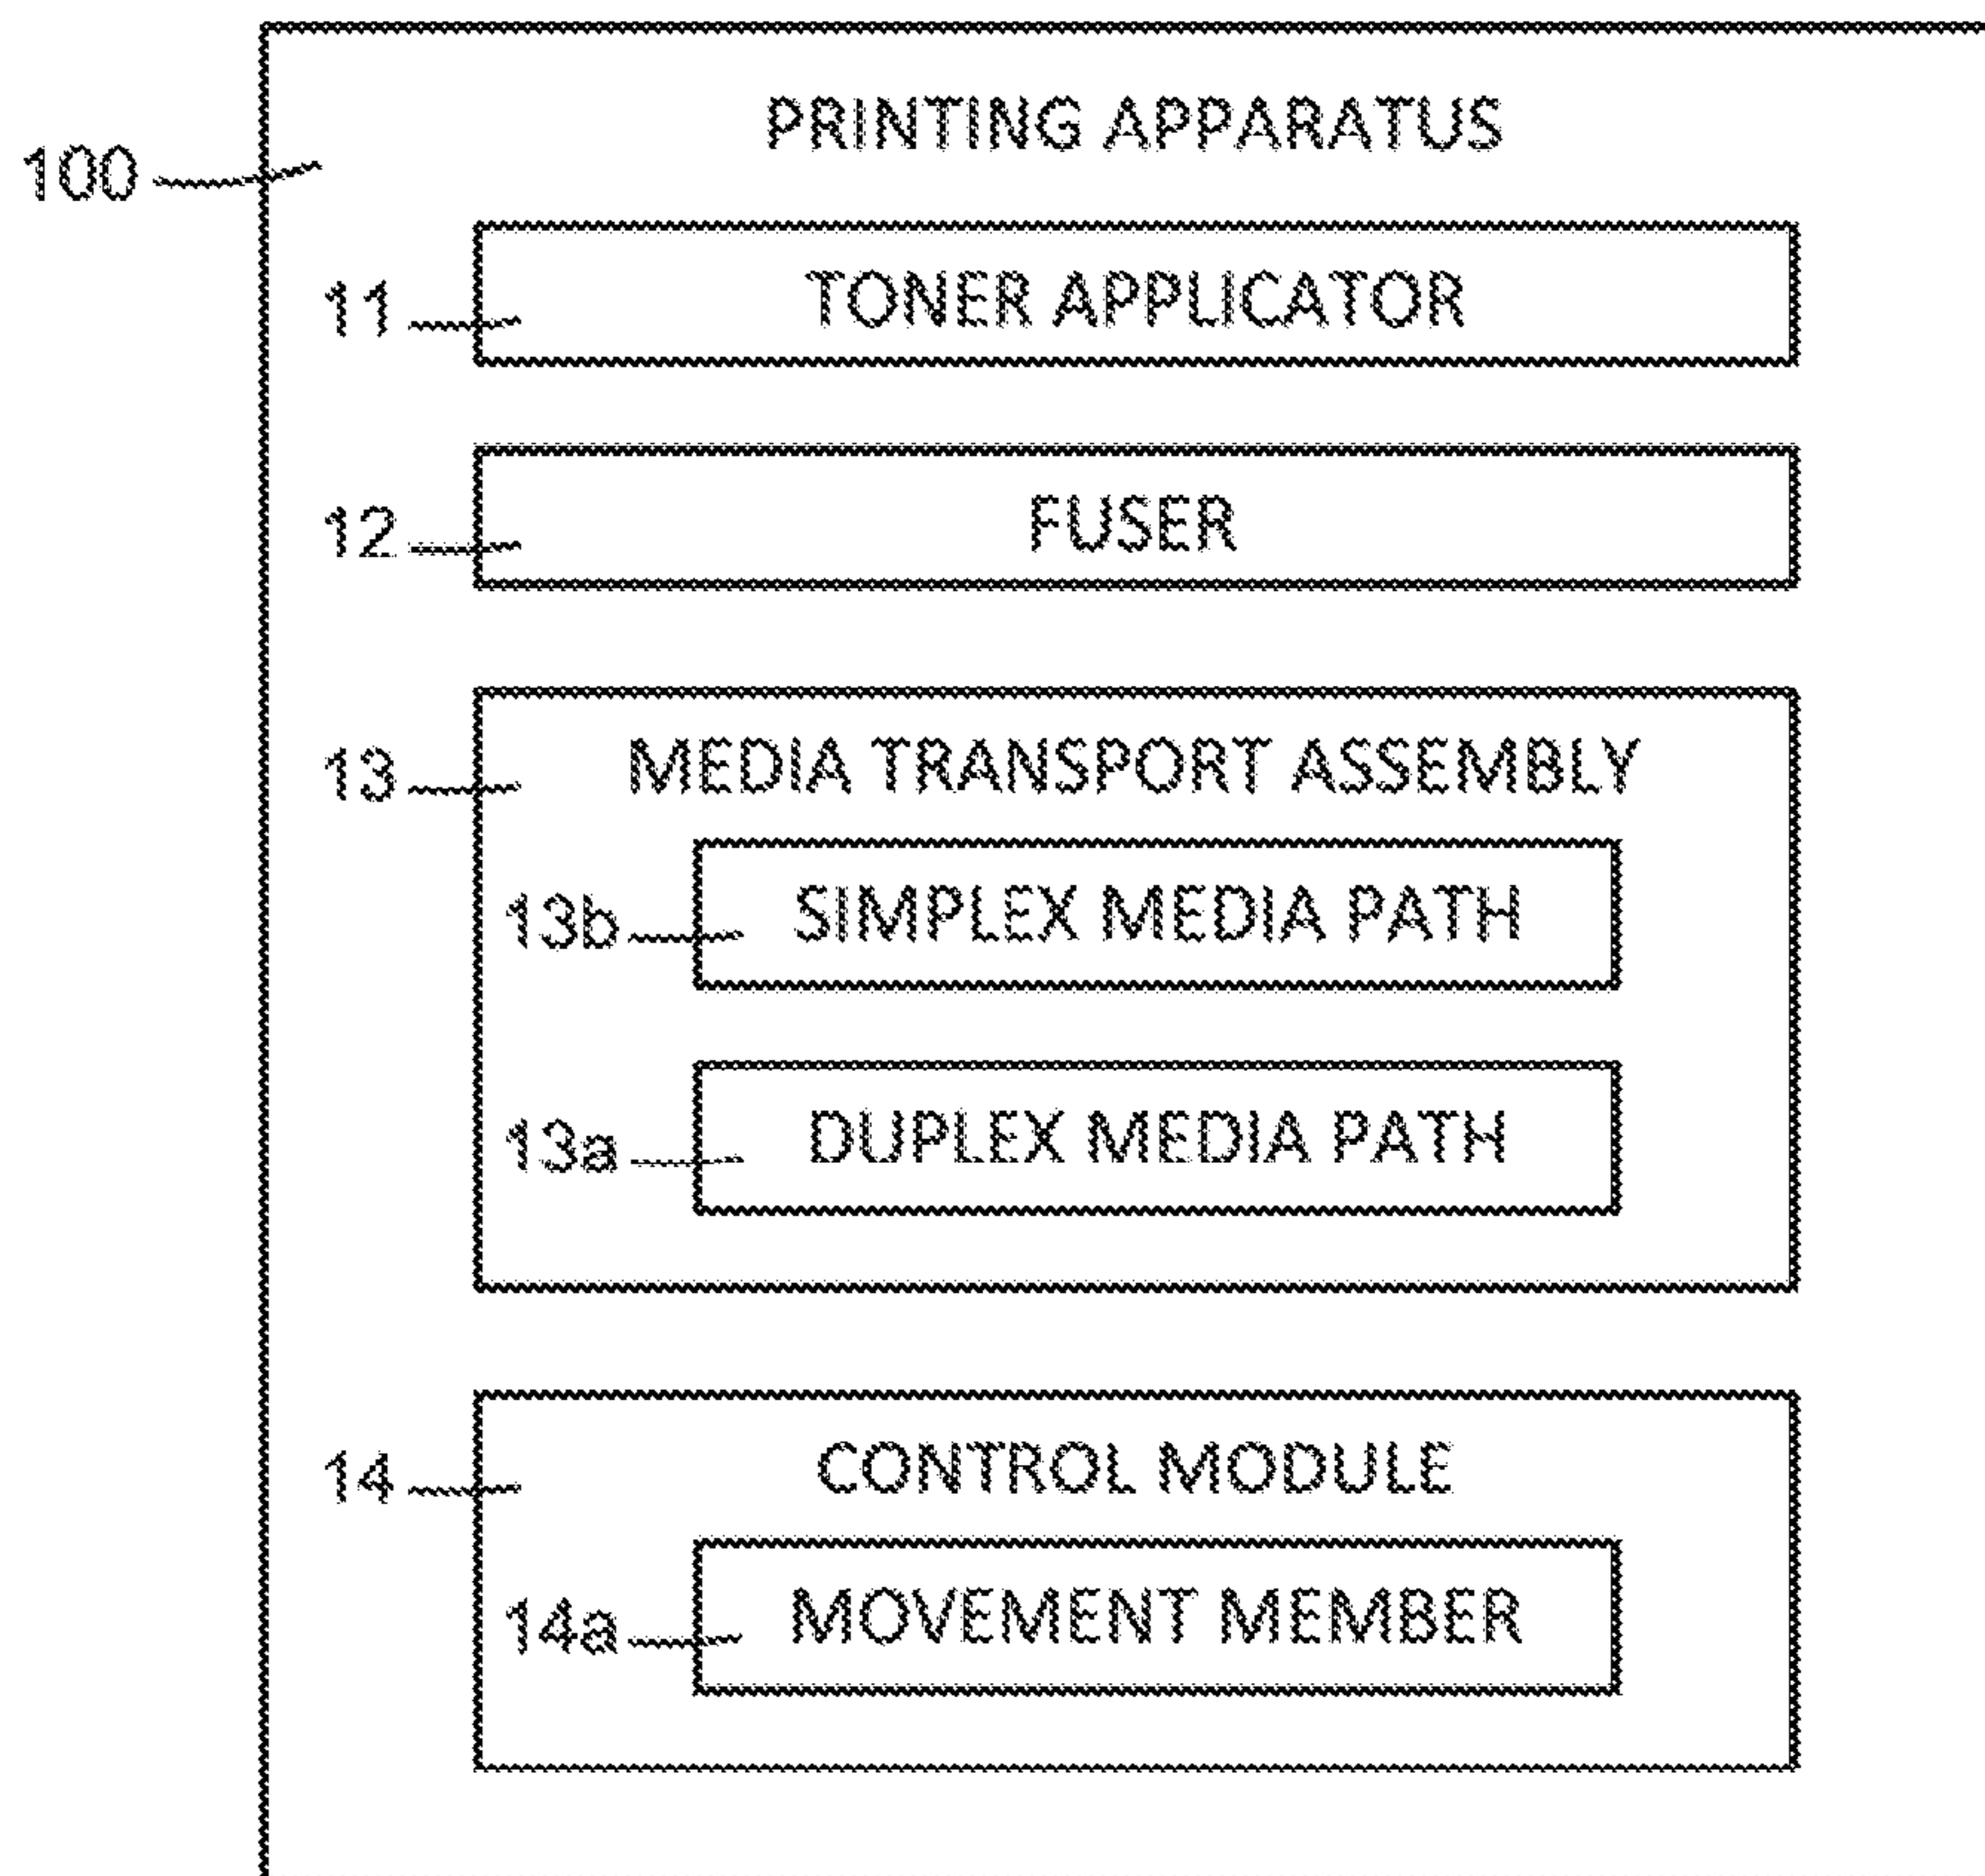 PRINTING APPARATUS
100
11 TONER APPLICATOR
12 FUSER
13 MEDIA TRANSPORT ASSEMBLY
13b SIMPLEX MEDIA PATH
13a DUPLEX MEDIA PATH
14 CONTROL MODULE
14a MOVEMENT MEMBER